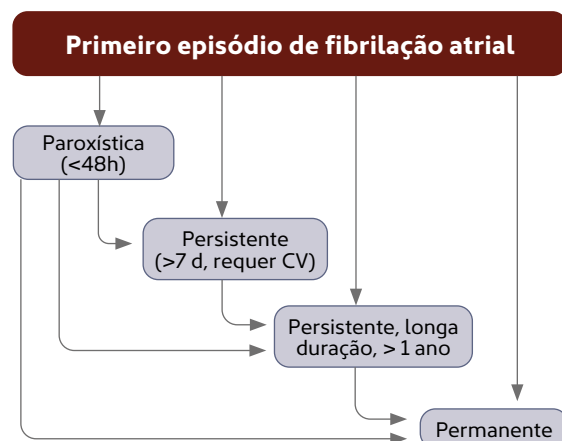 Primeiro episódio de fibrilação atrial
Paroxística
(<48h)
Persistente
(>7 d, requer CV)
Persistente, longa
duração, > 1 ano
Permanente